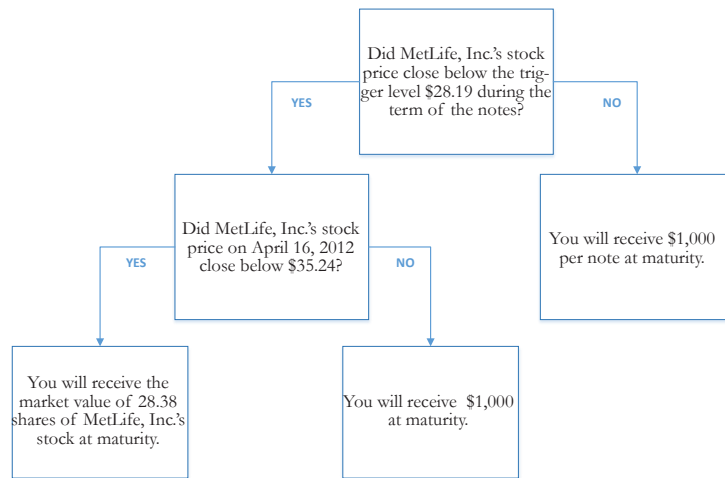 Did MetLife, Inc.'s stock
price close below the trig-
ger level $28.19 during the
term of the notes?
YES
NO
Did MetLife, Inc.'s stock
price on April 16, 2012
close below $35.24?
You will receive $1,000
per note at maturity.
YES
NO
You will receive the
market value of 28.38
shares of MetLife, Inc.'s
stock at maturity.
You will receive $1,000
at maturity.